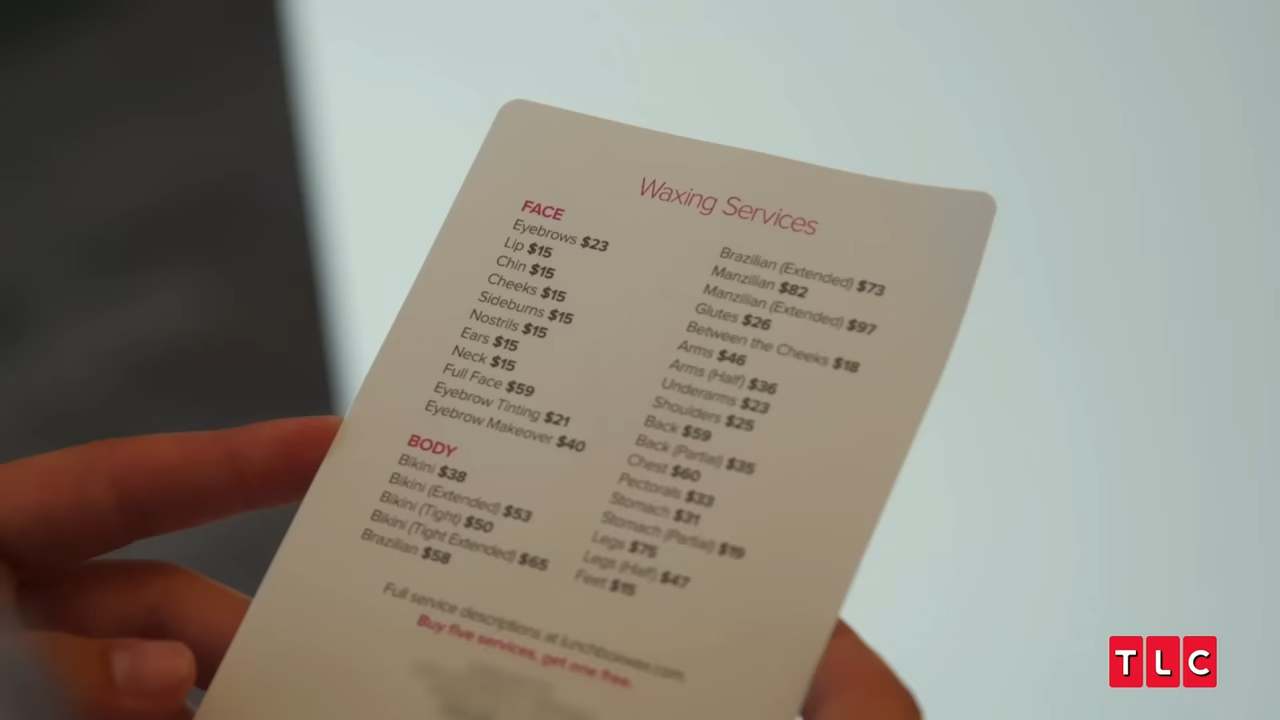 Waxing Services
FACE
Eyebrows $23
Lip $15
Chin $15
Cheeks $15
Sideburns $15
Nostrils $15
Ears $15
Neck $15
Full Face $59
Eyebrow Tinting $21
Eyebrow Makeover $40
BODY
Bikini $38
Bikini (Extended) $53
Bikini (Tight) $50
Bikini (Tight Extended) $65
Brazilian $58
Brazilian (Extended) $73
Manzilian $82
Manzilian (Extended) $97
Glutes $26
Between the Cheeks $18
Arms $46
Arms (Half) $36
Underarms $23
Shoulders $25
Back $59
Back (Partial) $35
Chest $60
Pectorals $33
Stomach $31
Stomach (Partial) $19
Legs $75
Legs (Half) $47
Feet $15
Full service descriptions at lunchboxwax.com.
Buy five services, get one free.
TLC